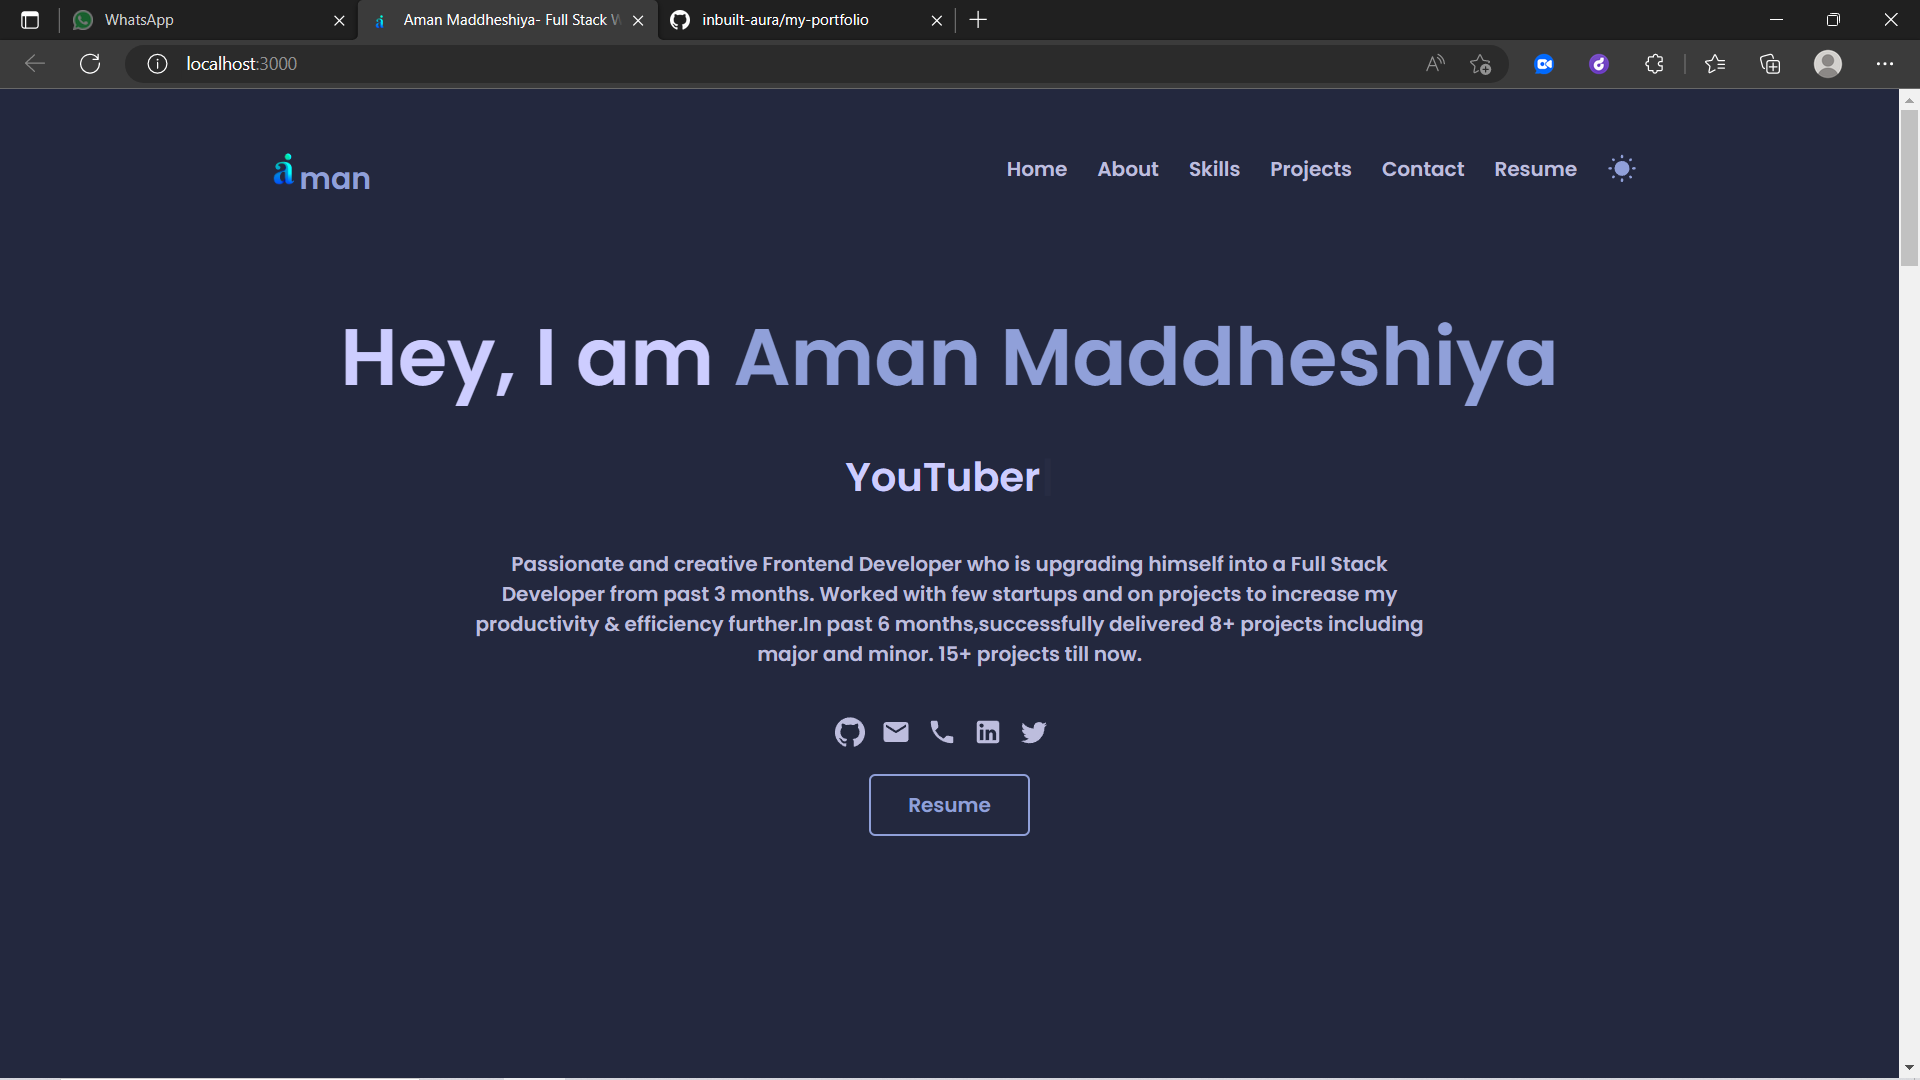 WhatsApp
Aman Maddheshiya- Full Stack
inbuilt-aura/my-portfolio
localhost:3000
aman
Home About Skills Projects Contact Resume
Hey, I am Aman Maddheshiya
YouTuber
Passionate and creative Frontend Developer who is upgrading himself into a Full Stack
Developer from past 3 months. Worked with few startups and on projects to increase my
productivity & efficiency further.In past 6 months,successfully delivered 8+ projects including
major and minor. 15+ projects till now.
Resume